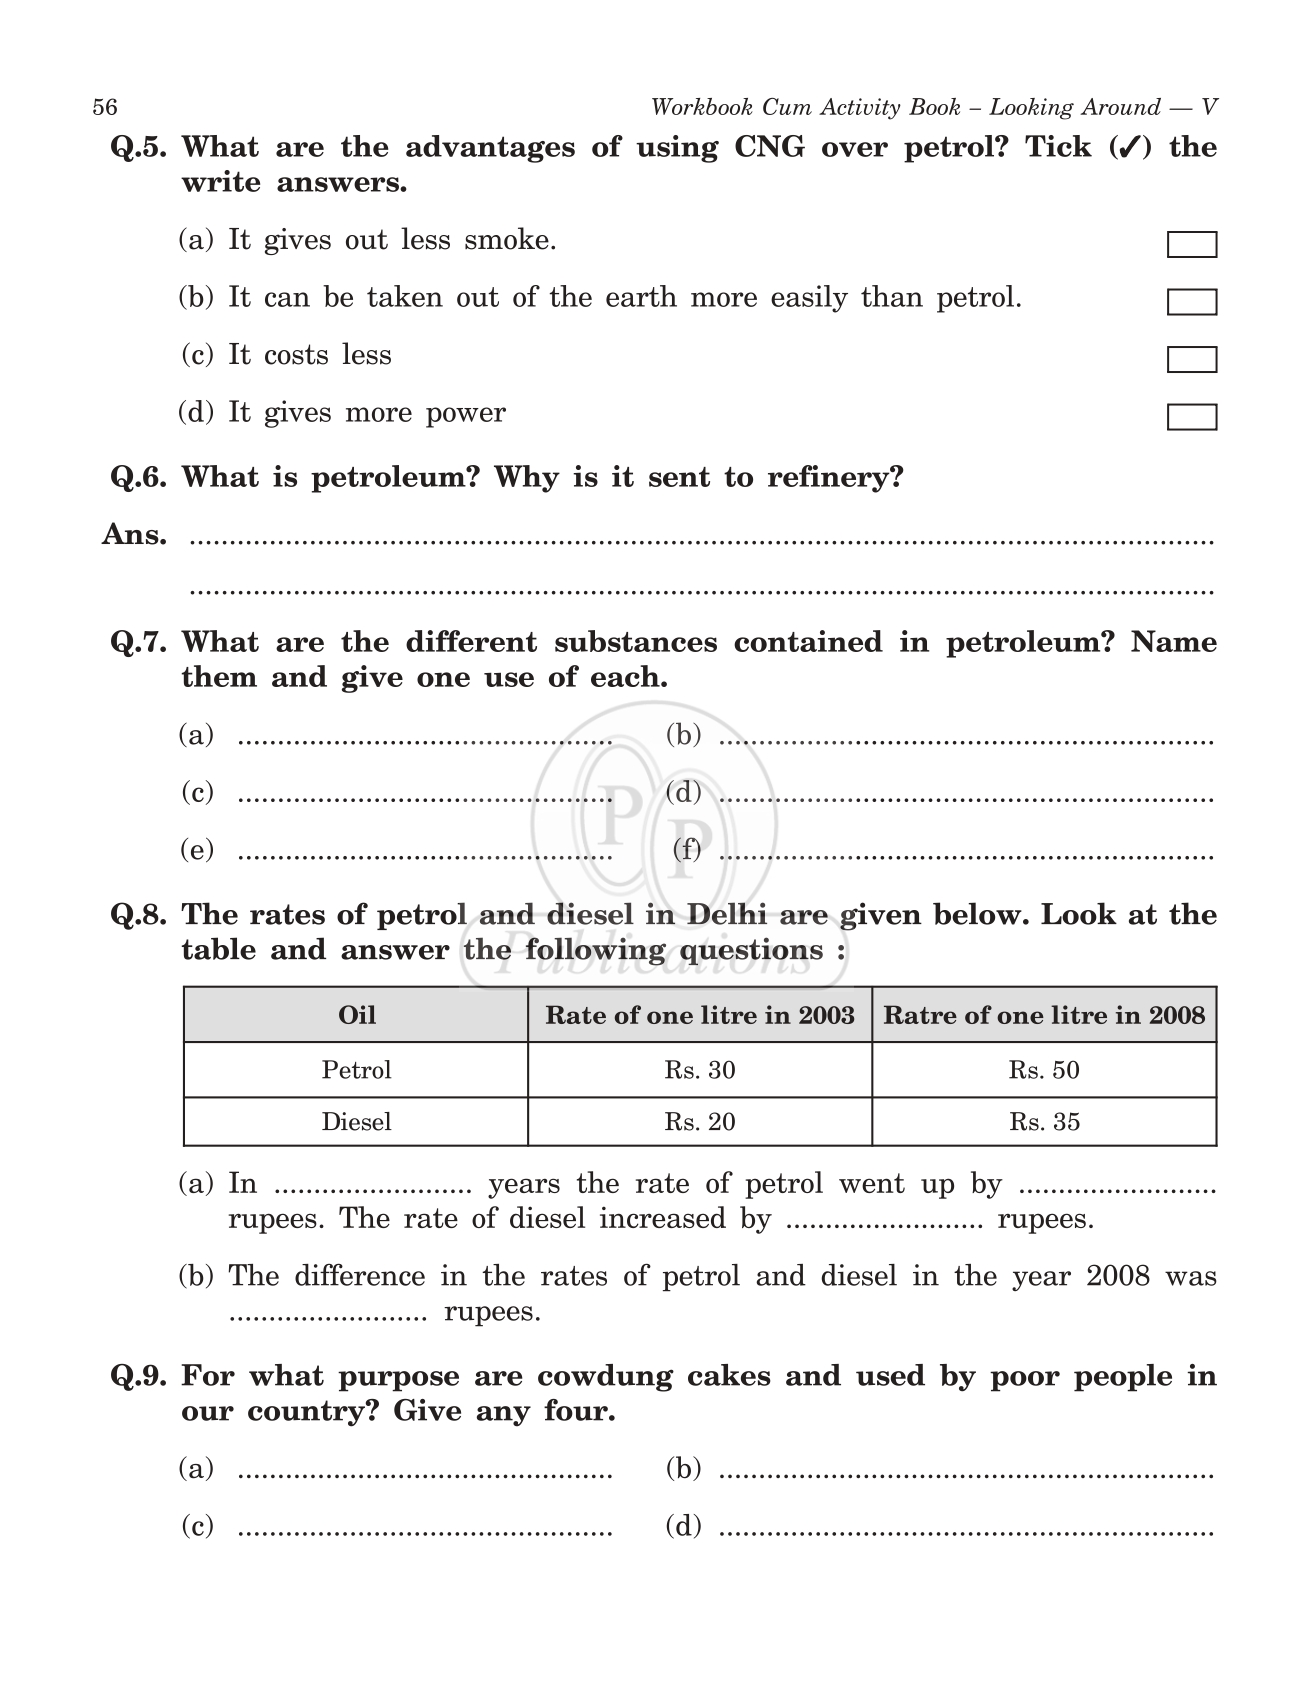 56 Workbook Cum Activity Book – Looking Around — V
Q.5. What are the advantages of using CNG over petrol? Tick (✓) the
write answers.
(a) It gives out less smoke.
(b) It can be taken out of the earth more easily than petrol.
(c) It costs less
(d) It gives more power
Q.6. What is petroleum? Why is it sent to refinery?
Ans. ................................................................................................................................
................................................................................................................................
Q.7. What are the different substances contained in petroleum? Name
them and give one use of each.
(a) ............................................... (b) ..............................................................
(c) ............................................... (d) ..............................................................
(e) ............................................... (f) ..............................................................
P P
Publications
Q.8. The rates of petrol and diesel in Delhi are given below. Look at the
table and answer the following questions :
Oil Rate of one litre in 2003 Ratre of one litre in 2008
Petrol Rs. 30 Rs. 50
Diesel Rs. 20 Rs. 35
(a) In ......................... years the rate of petrol went up by .........................
rupees. The rate of diesel increased by ......................... rupees.
(b) The difference in the rates of petrol and diesel in the year 2008 was
......................... rupees.
Q.9. For what purpose are cowdung cakes and used by poor people in
our country? Give any four.
(a) ............................................... (b) ..............................................................
(c) ............................................... (d) ..............................................................